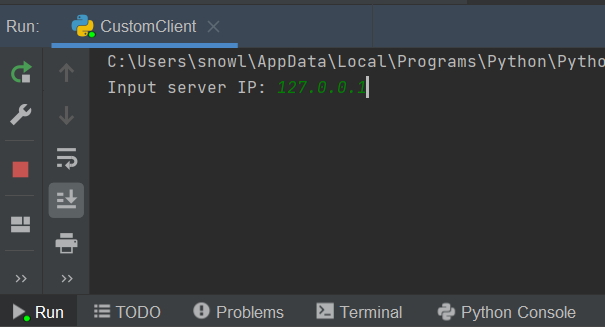 Run: CustomClient
C:\Users\snowl\AppData\Local\Programs\Python\Pytho
Input server IP: 127.0.0.1
Run TODO Problems Terminal Python Console